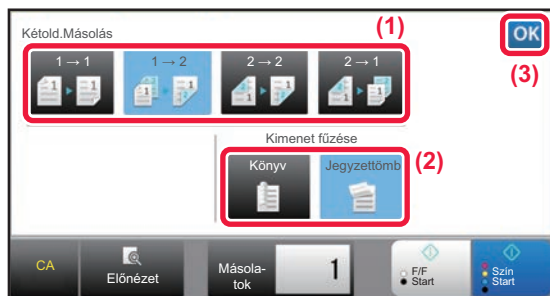 Kétold.Másolás
(1)
OK
(3)
1 → 1
1 → 2
2 → 2
2 → 1
Kimenet fűzése
Könyv
Jegyzettömb
(2)
CA
Előnézet
Másola-
tok
1
F/F
Start
Szín
Start